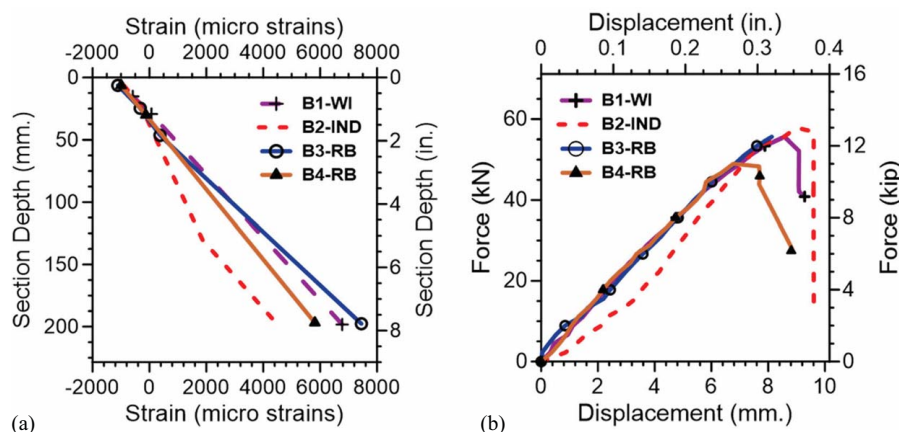 Strain (micro strains)
-2000 0 2000 4000 6000 8000
0
50
100
150
200
Section Depth (mm.)
0
2
4
6
8
Section Depth (in.)
B1-WI
B2-IND
B3-RB
B4-RB
-2000 0 2000 4000 6000 8000
Strain (micro strains)
(a)
Displacement (in.)
0 0.1 0.2 0.3 0.4
60
40
20
0
Force (kN)
16
12
8
4
0
Force (kip)
B1-WI
B2-IND
B3-RB
B4-RB
0 2 4 6 8 10
Displacement (mm.)
(b)